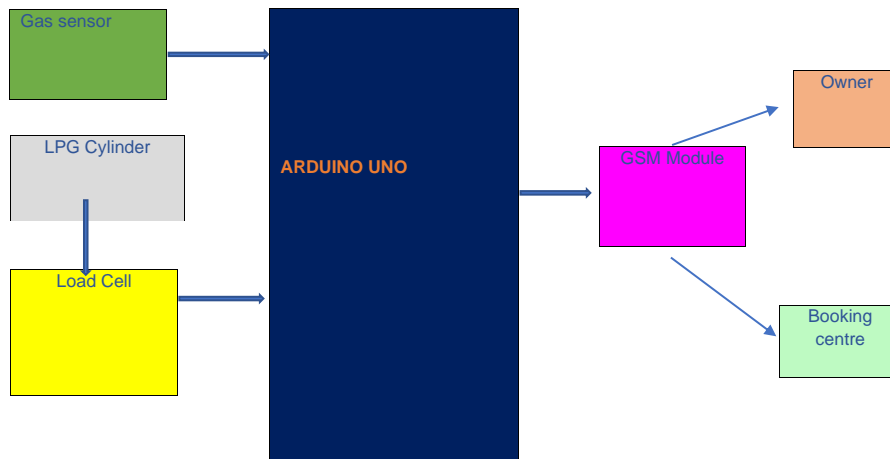 Gas sensor
LPG Cylinder
Load Cell
ARDUINO UNO
GSM Module
Owner
Booking
centre